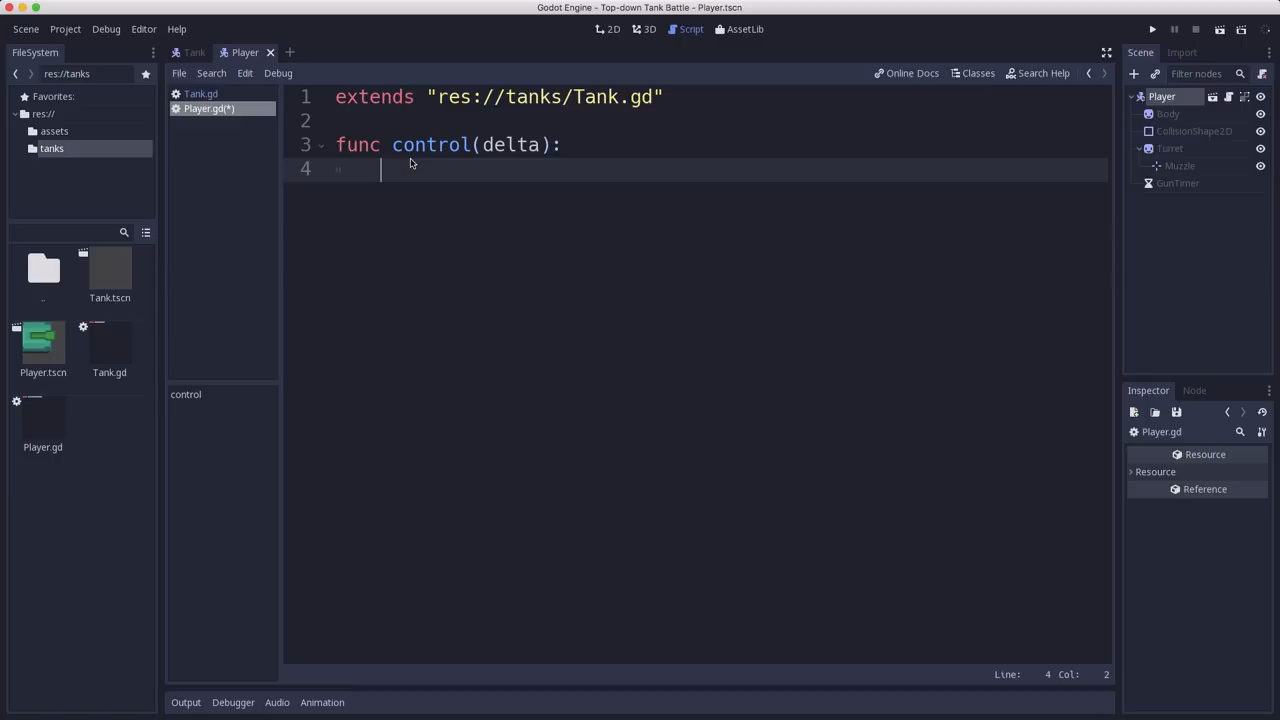 Godot Engine - Top-down Tank Battle - Player.tscn
Scene Project Debug Editor Help
2D 3D Script AssetLib
FileSystem
res://tanks
Favorites:
res://
assets
tanks
..
Tank.tscn
Player.tscn
Tank.gd
Player.gd
Tank Player
File Search Edit Debug
Online Docs Classes Search Help
Tank.gd
Player.gd(*)
control
1 extends "res://tanks/Tank.gd"
2
3 func control(delta):
4
Line: 4 Col: 2
Output Debugger Audio Animation
Scene Import
Filter nodes
Player
Body
CollisionShape2D
Turret
Muzzle
GunTimer
Inspector Node
Player.gd
Resource
Resource
Reference